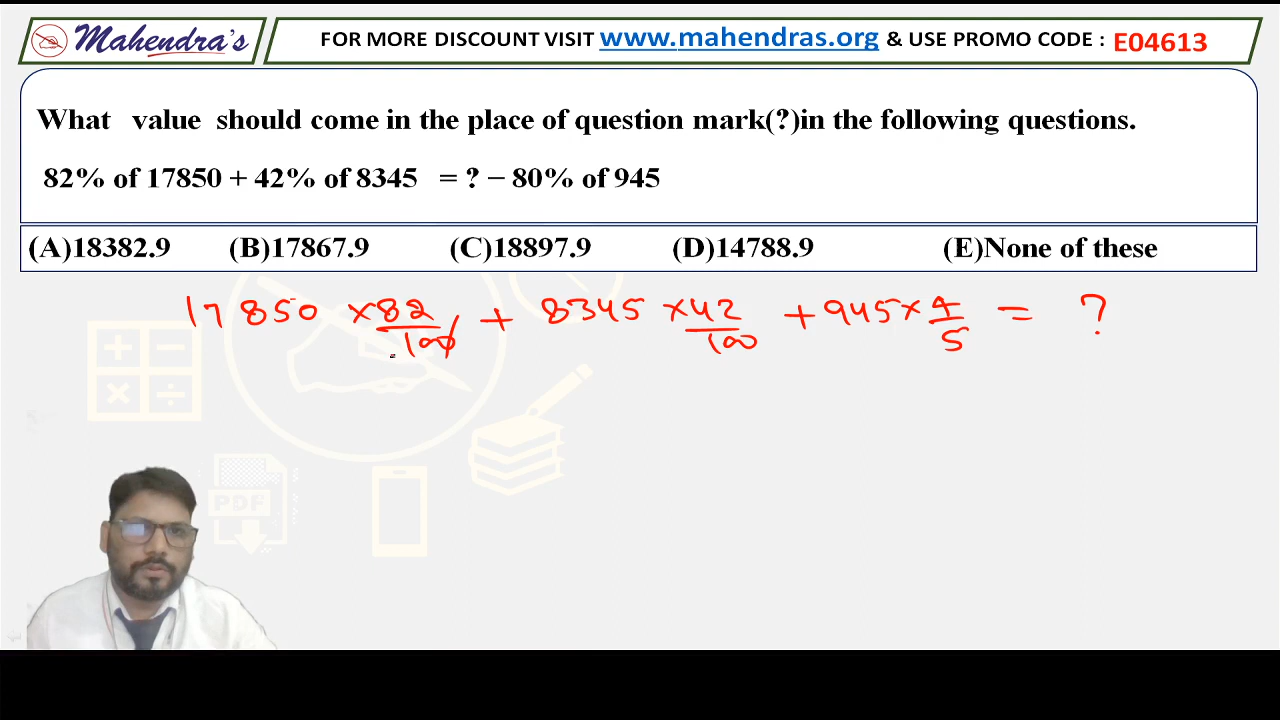 Mahendra's
FOR MORE DISCOUNT VISIT www.mahendras.org & USE PROMO CODE : E04613
What value should come in the place of question mark(?)in the following questions.
82% of 17850 + 42% of 8345 = ? − 80% of 945
(A)18382.9 (B)17867.9 (C)18897.9 (D)14788.9 (E)None of these
17850 × 82/100 + 8345 × 42/100 + 945 × 4/5 = ?
PDF